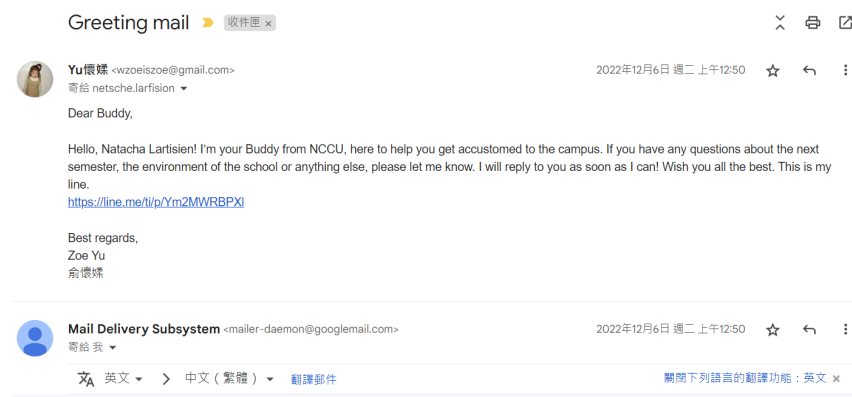 Greeting mail 收件匣 ×
Yu懷媃 <wzoeiszoe@gmail.com> 2022年12月6日 週二 上午12:50
寄給 netsche.larfision
Dear Buddy,
Hello, Natacha Lartisien! I'm your Buddy from NCCU, here to help you get accustomed to the campus. If you have any questions about the next
semester, the environment of the school or anything else, please let me know. I will reply to you as soon as I can! Wish you all the best. This is my
line.
https://line.me/ti/p/Ym2MWRBPXl
Best regards,
Zoe Yu
俞懷媃
Mail Delivery Subsystem <mailer-daemon@googlemail.com> 2022年12月6日 週二 上午12:50
寄給 我
文A 英文 > 中文（繁體） 翻譯郵件 關閉下列語言的翻譯功能：英文 ×